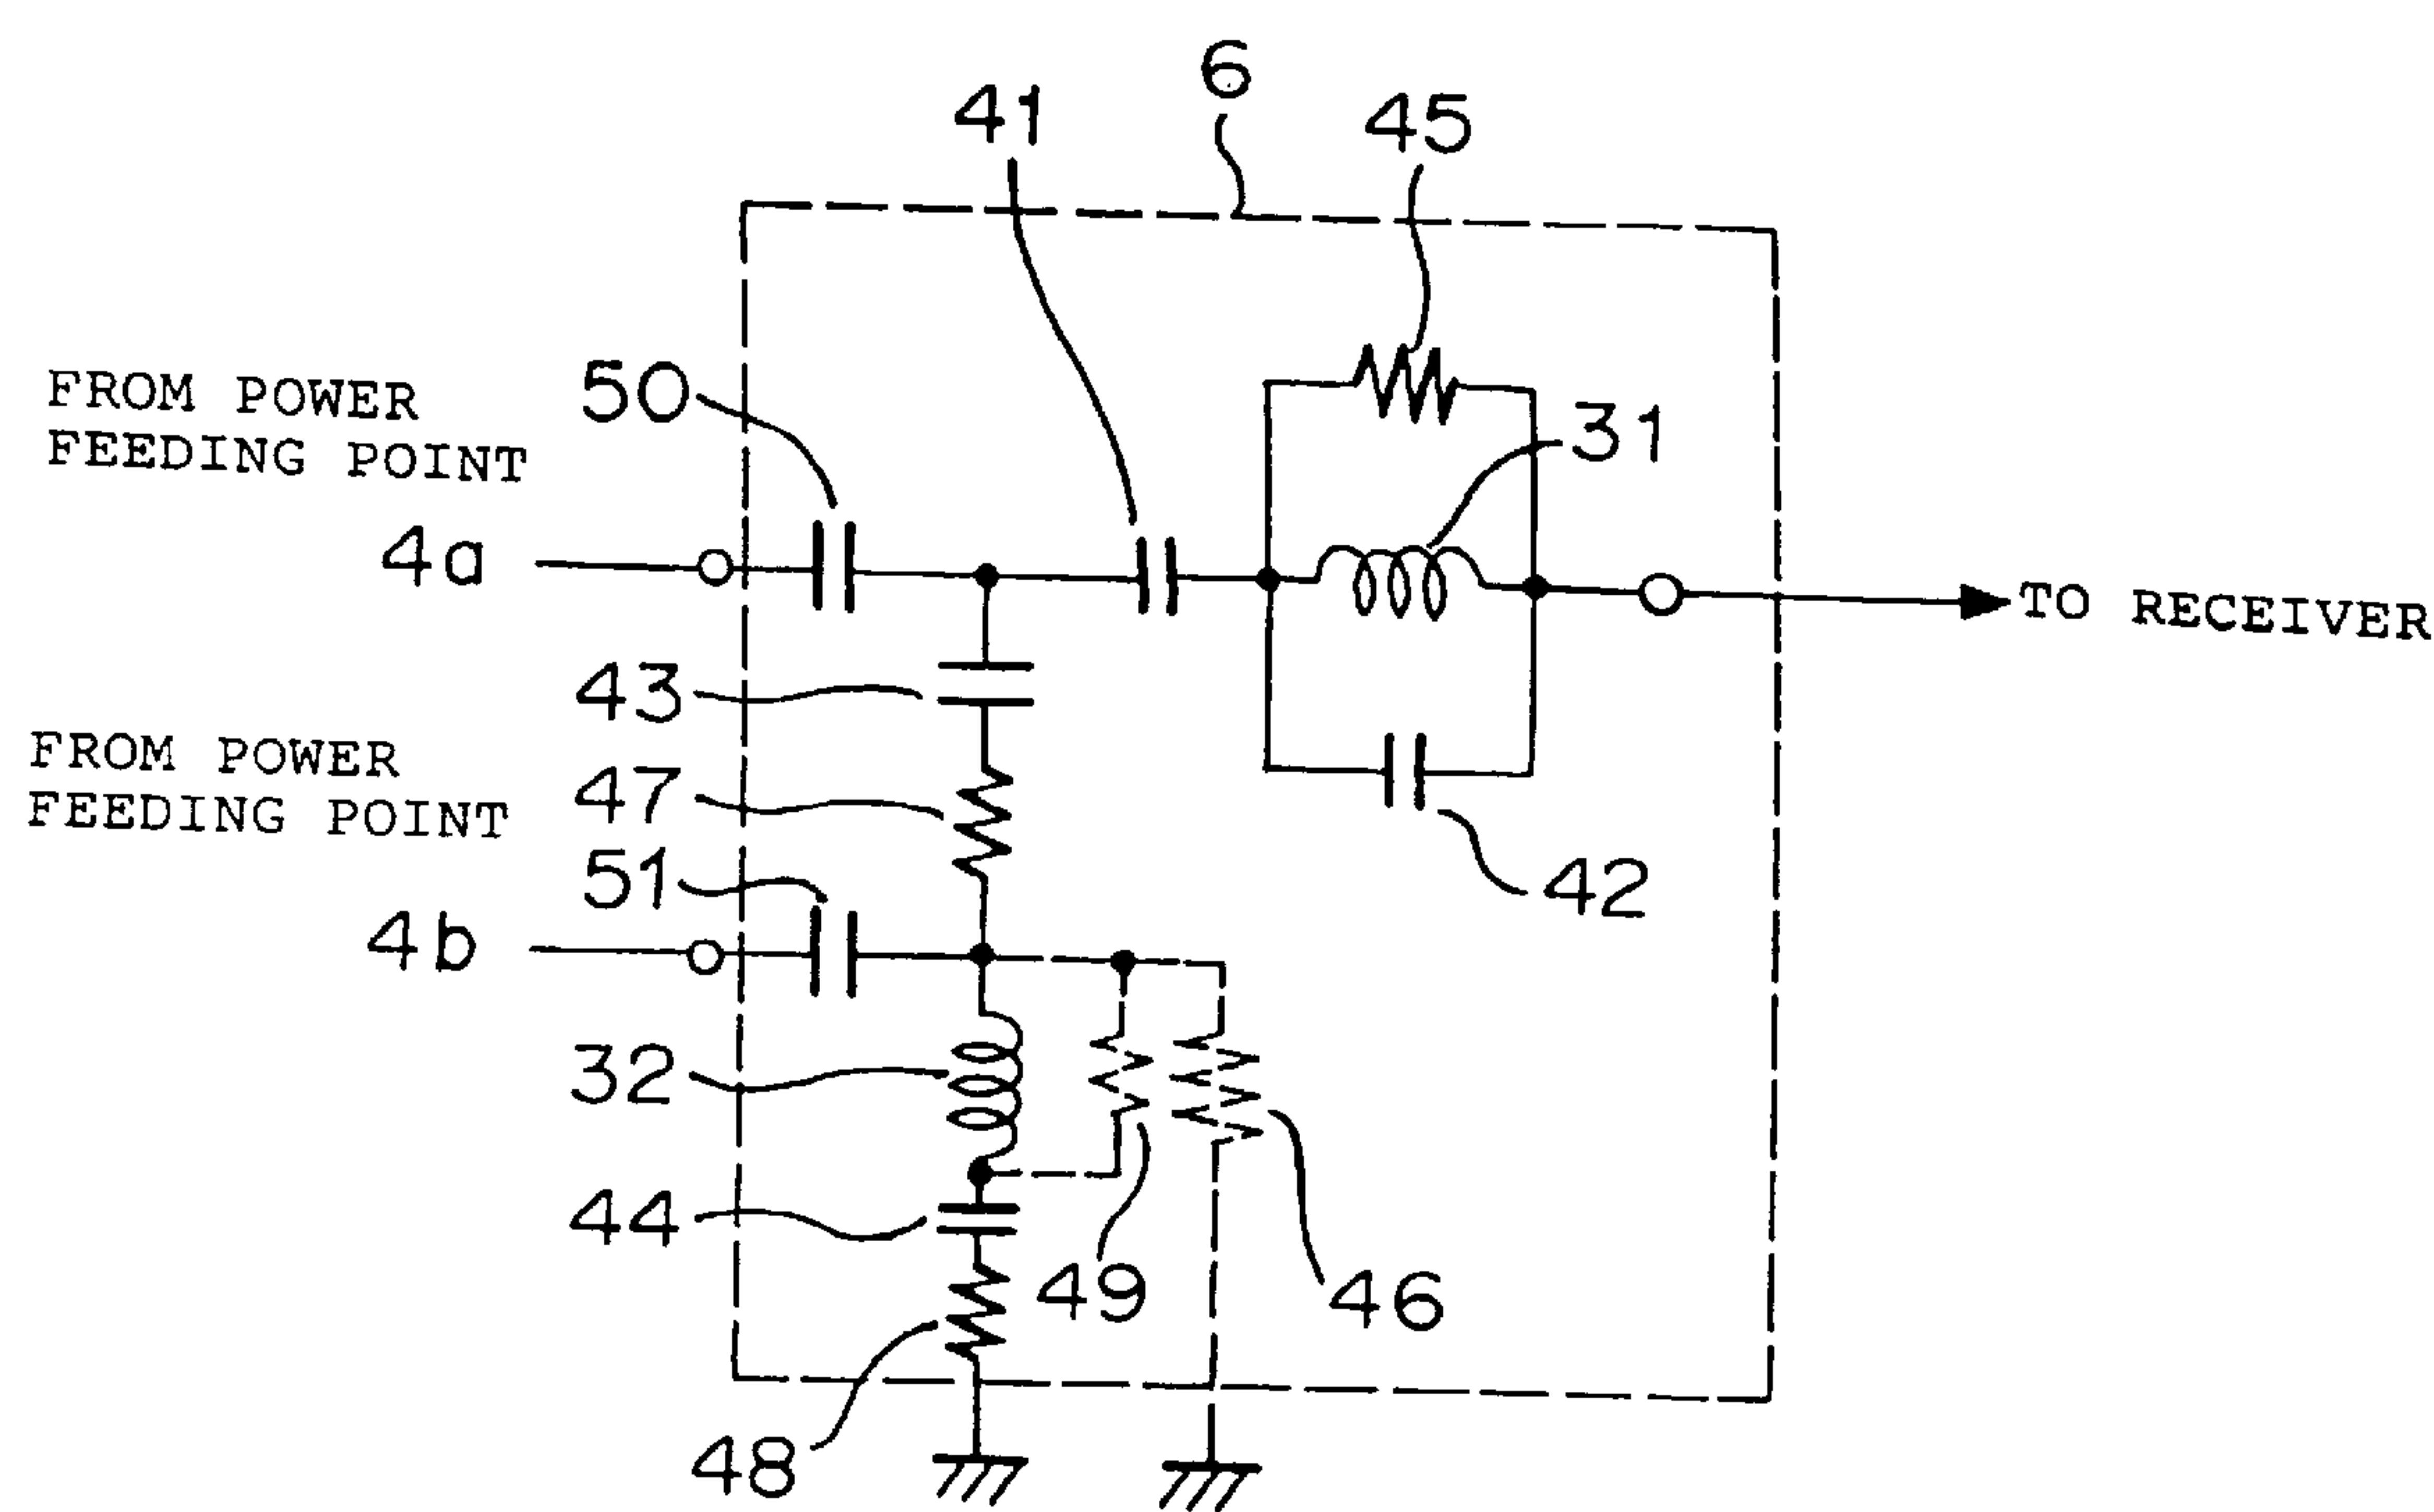 6
41
45
FROM POWER
FEEDING POINT
50
31
4a
TO RECEIVER
43
FROM POWER
FEEDING POINT
47
51
42
4b
32
44
49
46
48